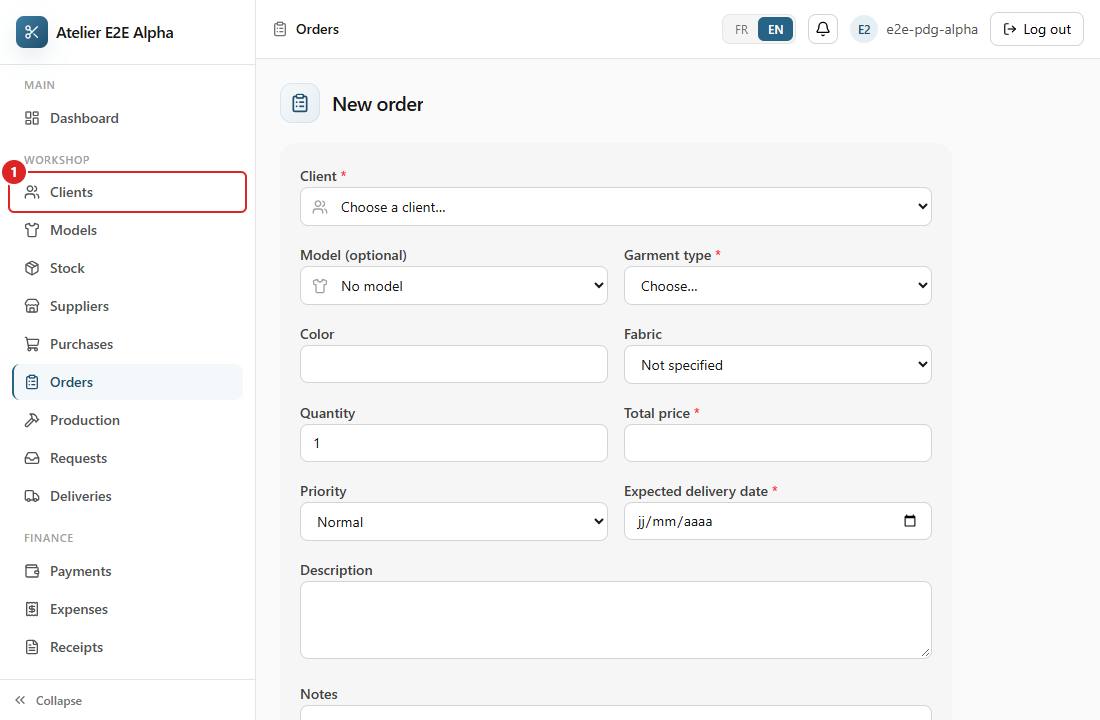 Atelier E2E Alpha
Orders
FR EN
E2 e2e-pdg-alpha
Log out
MAIN
Dashboard
WORKSHOP
1
Clients
Models
Stock
Suppliers
Purchases
Orders
Production
Requests
Deliveries
FINANCE
Payments
Expenses
Receipts
Collapse
New order
Client *
Choose a client...
Model (optional)
No model
Garment type *
Choose...
Color
Fabric
Not specified
Quantity
1
Total price *
Priority
Normal
Expected delivery date *
jj/mm/aaaa
Description
Notes